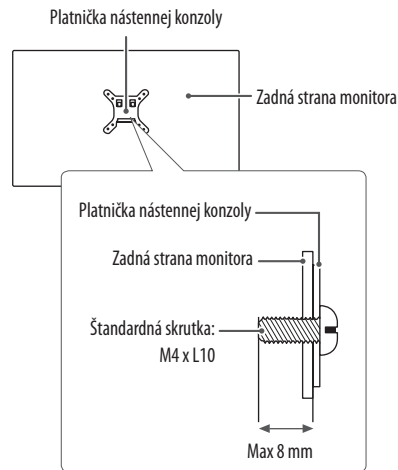 Platnička nástennej konzoly
Zadná strana monitora
Platnička nástennej konzoly
Zadná strana monitora
Štandardná skrutka:
M4 x L10
Max 8 mm